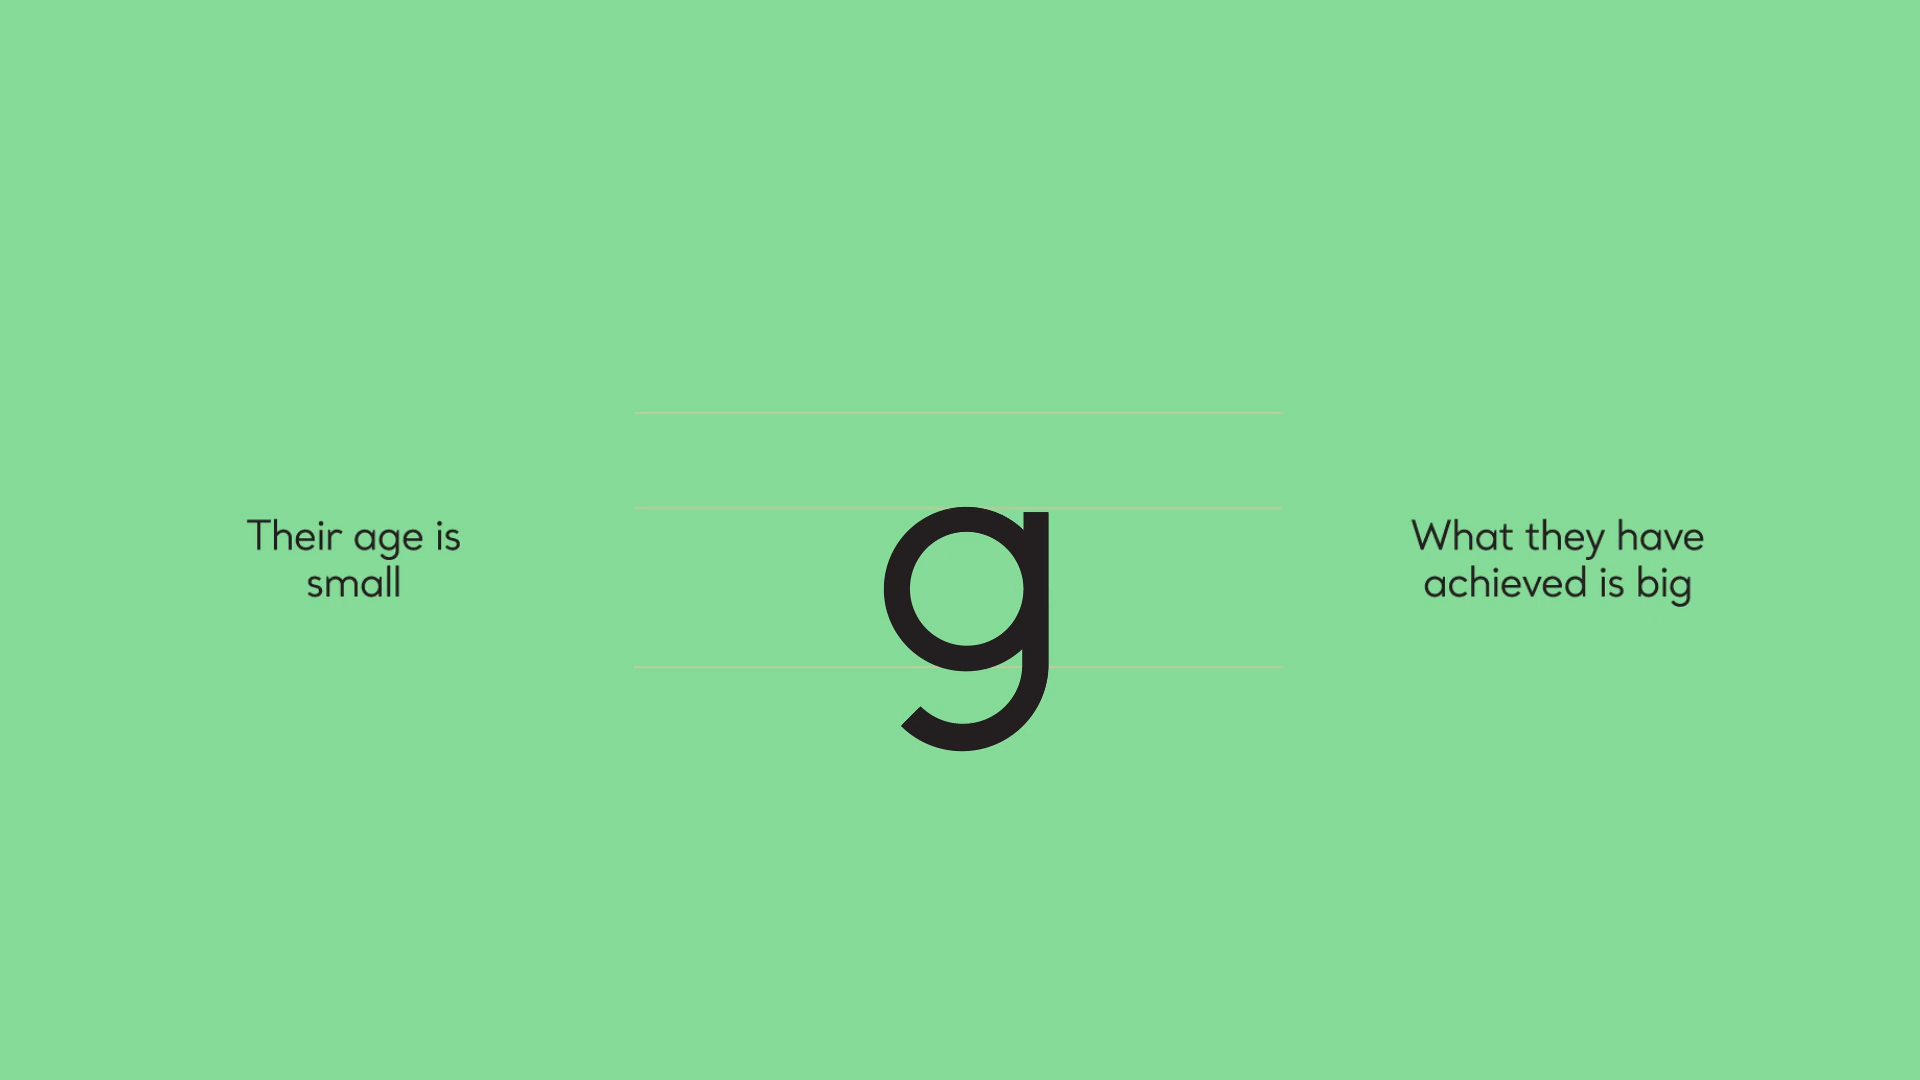 Their age is
small
g
What they have
achieved is big